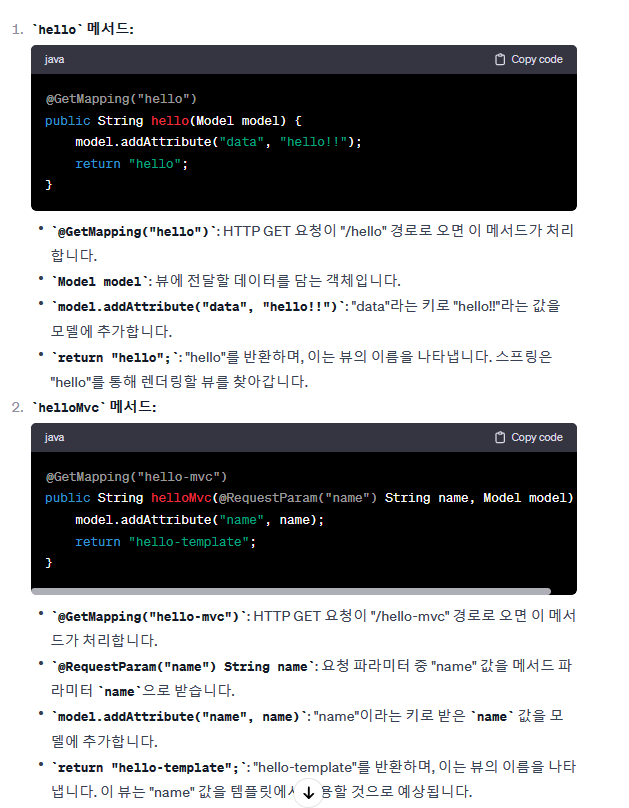 1. `hello` 메서드:
java
Copy code
@GetMapping("hello")
public String hello(Model model) {
model.addAttribute("data", "hello!!");
return "hello";
}
• `@GetMapping("hello")`: HTTP GET 요청이 "/hello" 경로로 오면 이 메서드가 처리
합니다.
• `Model model`: 뷰에 전달할 데이터를 담는 객체입니다.
• `model.addAttribute("data", "hello!!")`: "data"라는 키로 "hello!!"라는 값을
모델에 추가합니다.
• `return "hello";`: "hello"를 반환하며, 이는 뷰의 이름을 나타냅니다. 스프링은
"hello"를 통해 렌더링할 뷰를 찾아갑니다.
2. `helloMvc` 메서드:
java
Copy code
@GetMapping("hello-mvc")
public String helloMvc(@RequestParam("name") String name, Model model)
model.addAttribute("name", name);
return "hello-template";
}
• `@GetMapping("hello-mvc")`: HTTP GET 요청이 "/hello-mvc" 경로로 오면 이 메서
드가 처리합니다.
• `@RequestParam("name") String name`: 요청 파라미터 중 "name" 값을 메서드 파
라미터 `name`으로 받습니다.
• `model.addAttribute("name", name)`: "name"이라는 키로 받은 `name` 값을 모
델에 추가합니다.
• `return "hello-template";`: "hello-template"를 반환하며, 이는 뷰의 이름을 나타
냅니다. 이 뷰는 "name" 값을 템플릿에서 용할 것으로 예상됩니다.